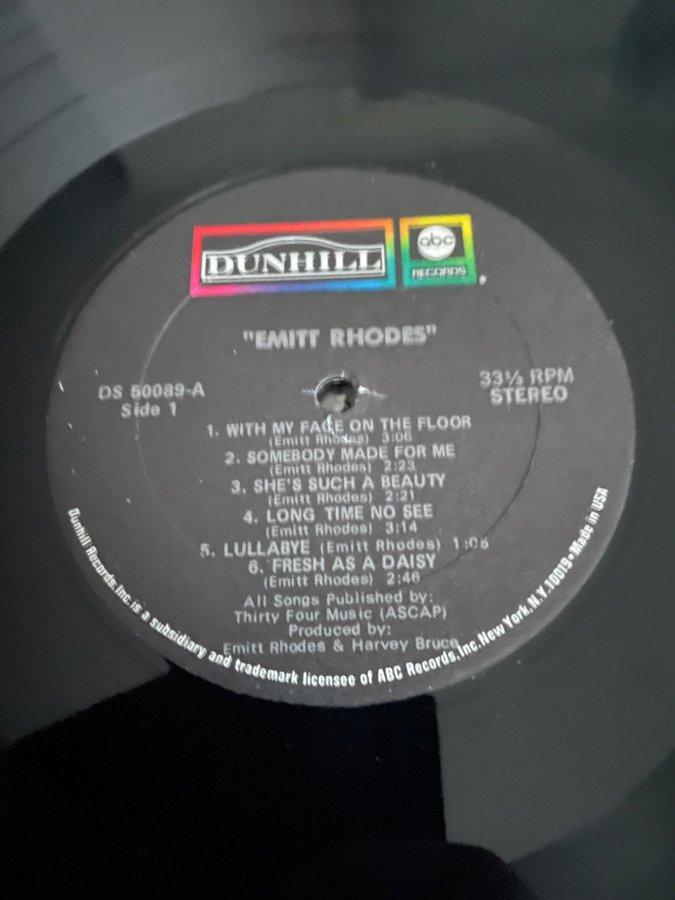 DUNHILL
abc
RECORDS
"EMITT RHODES"
DS 50089-A
Side 1
33⅓ RPM
STEREO
1. WITH MY FACE ON THE FLOOR
(Emitt Rhodes) 3:06
2. SOMEBODY MADE FOR ME
(Emitt Rhodes) 2:23
3. SHE'S SUCH A BEAUTY
(Emitt Rhodes) 2:21
4. LONG TIME NO SEE
(Emitt Rhodes) 3:14
5. LULLABYE (Emitt Rhodes) 1:05
6. FRESH AS A DAISY
(Emitt Rhodes) 2:46
All Songs Published by:
Thirty Four Music (ASCAP)
Produced by:
Emitt Rhodes & Harvey Bruce
Dunhill Records, Inc. is a subsidiary and trademark licensee of ABC Records, Inc. New York, N.Y. 10019 • Made in USA